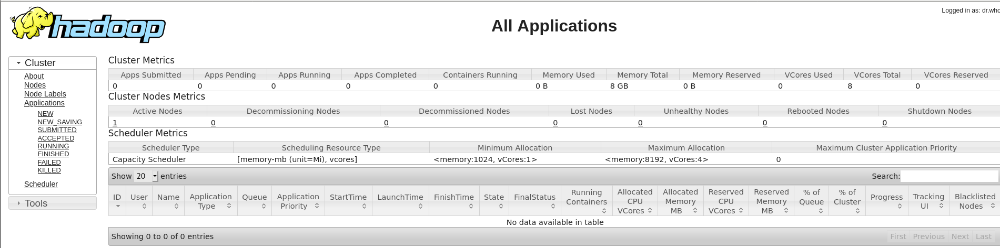 Logged in as: dr.who
hadoop
All Applications
Cluster
About
Nodes
Node Labels
Applications
NEW
NEW_SAVING
SUBMITTED
ACCEPTED
RUNNING
FINISHED
FAILED
KILLED
Scheduler
Tools
Cluster Metrics
Apps Submitted Apps Pending Apps Running Apps Completed Containers Running Memory Used Memory Total Memory Reserved VCores Used VCores Total VCores Reserved
0 0 0 0 0 0 B 8 GB 0 B 0 8 0
Cluster Nodes Metrics
Active Nodes Decommissioning Nodes Decommissioned Nodes Lost Nodes Unhealthy Nodes Rebooted Nodes Shutdown Nodes
1 0 0 0 0 0 0
Scheduler Metrics
Scheduler Type Scheduling Resource Type Minimum Allocation Maximum Allocation Maximum Cluster Application Priority
Capacity Scheduler [memory-mb (unit=Mi), vcores] <memory:1024, vCores:1> <memory:8192, vCores:4> 0
Show 20 entries Search:
ID User Name Application Type Queue Application Priority StartTime LaunchTime FinishTime State FinalStatus Running Containers Allocated CPU VCores Allocated Memory MB Reserved CPU VCores Reserved Memory MB % of Queue % of Cluster Progress Tracking UI Blacklisted Nodes
No data available in table
Showing 0 to 0 of 0 entries First Previous Next Last